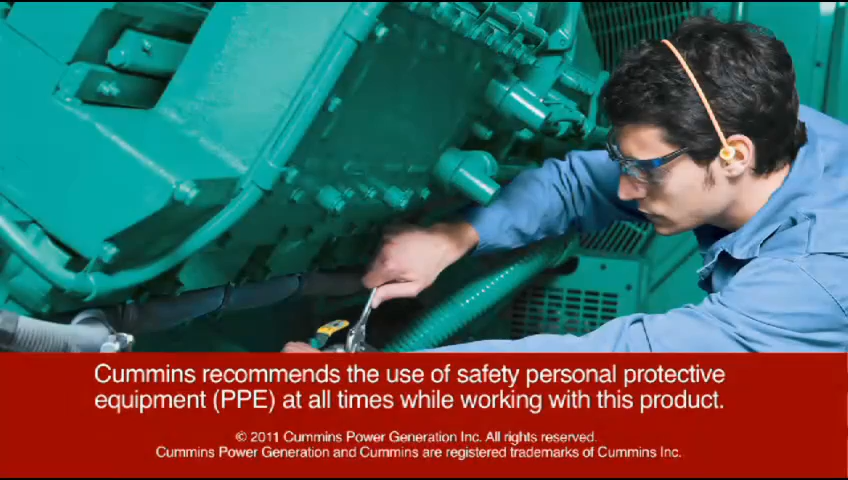 Cummins recommends the use of safety personal protective
equipment (PPE) at all times while working with this product.
© 2011 Cummins Power Generation Inc. All rights reserved.
Cummins Power Generation and Cummins are registered trademarks of Cummins Inc.